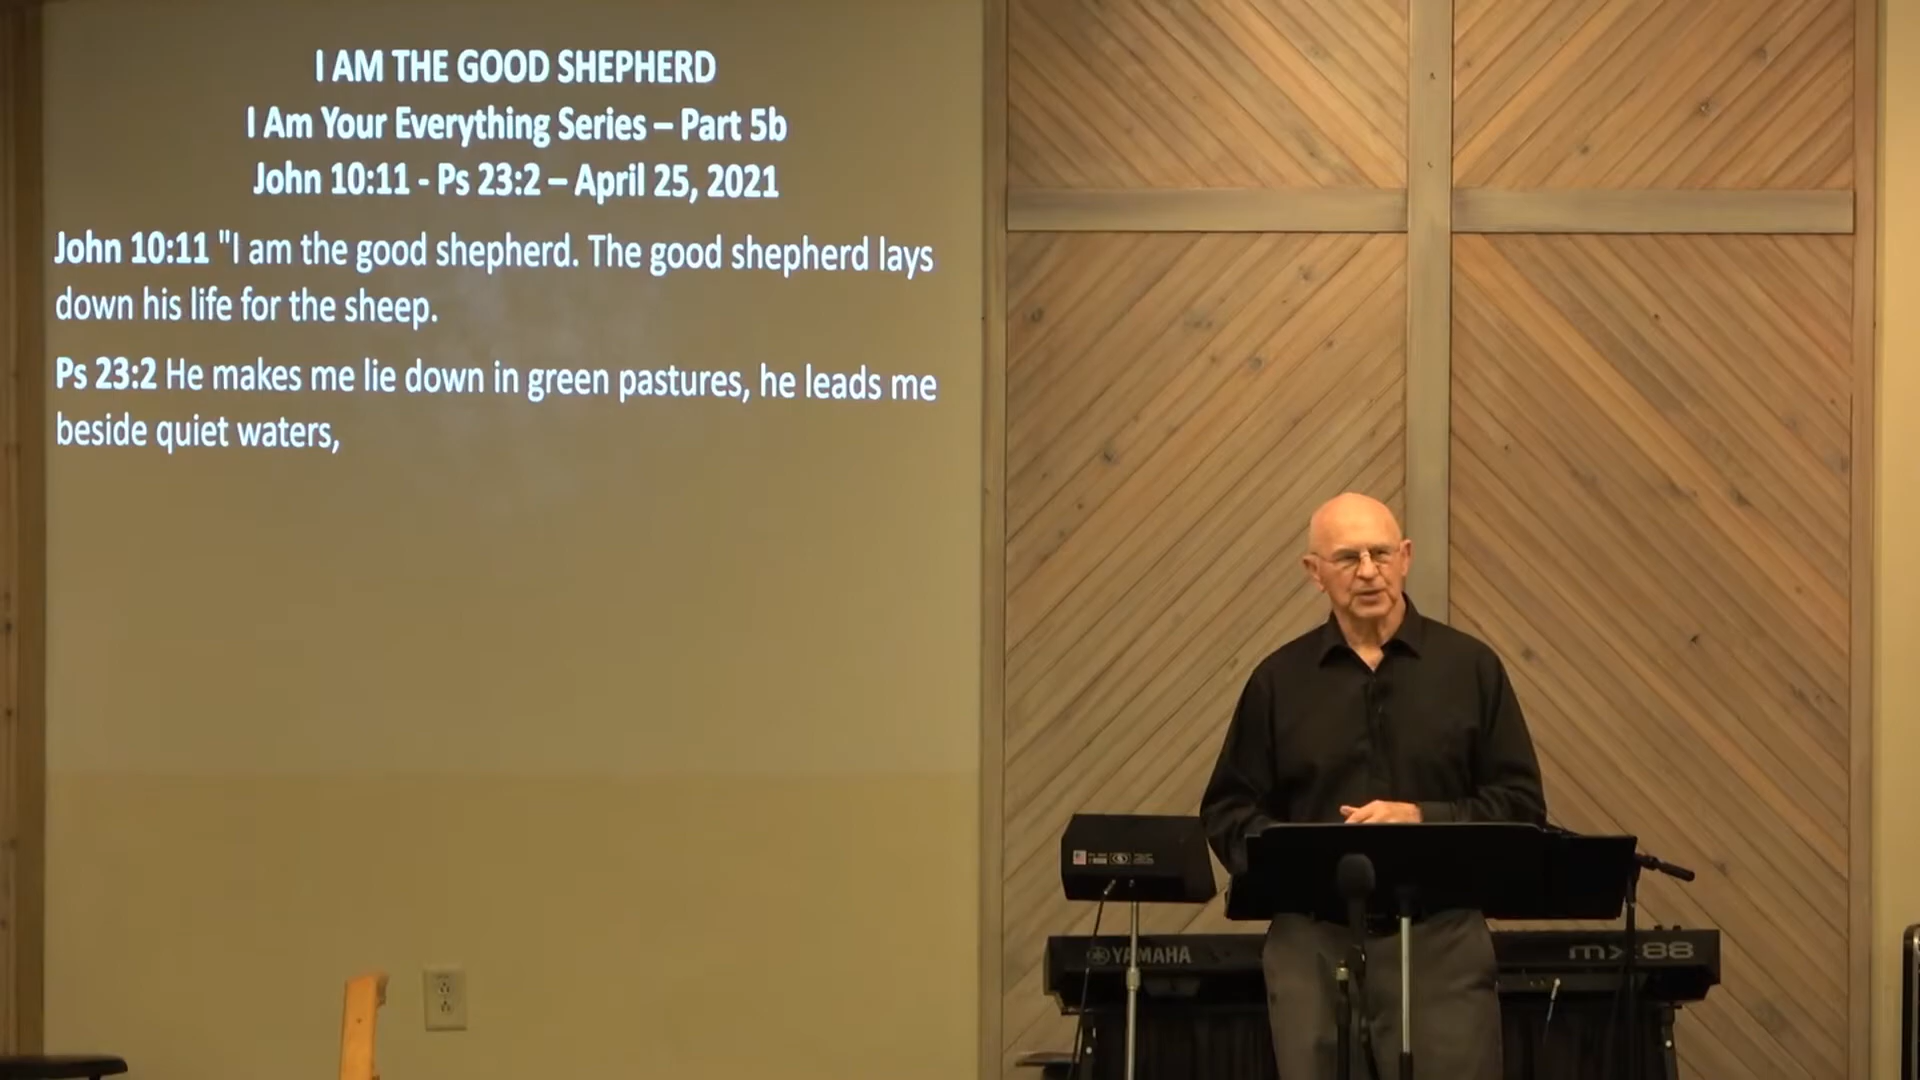 I AM THE GOOD SHEPHERD
I Am Your Everything Series – Part 5b
John 10:11 - Ps 23:2 – April 25, 2021
John 10:11 "I am the good shepherd. The good shepherd lays
down his life for the sheep.
Ps 23:2 He makes me lie down in green pastures, he leads me
beside quiet waters,
YAMAHA
mx88